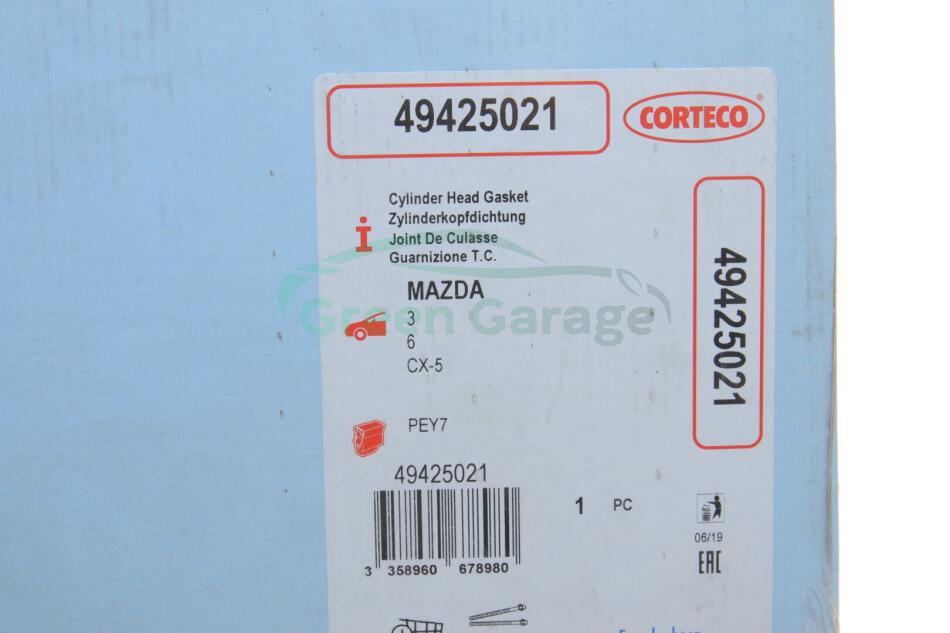 49425021
CORTECO®
Cylinder Head Gasket
Zylinderkopfdichtung
Joint De Culasse
Guarnizione T.C.
MAZDA
3
6
CX-5
Green Garage
PEY7
49425021
3 358960 678980
1 PC
06/19
EAC
49425021